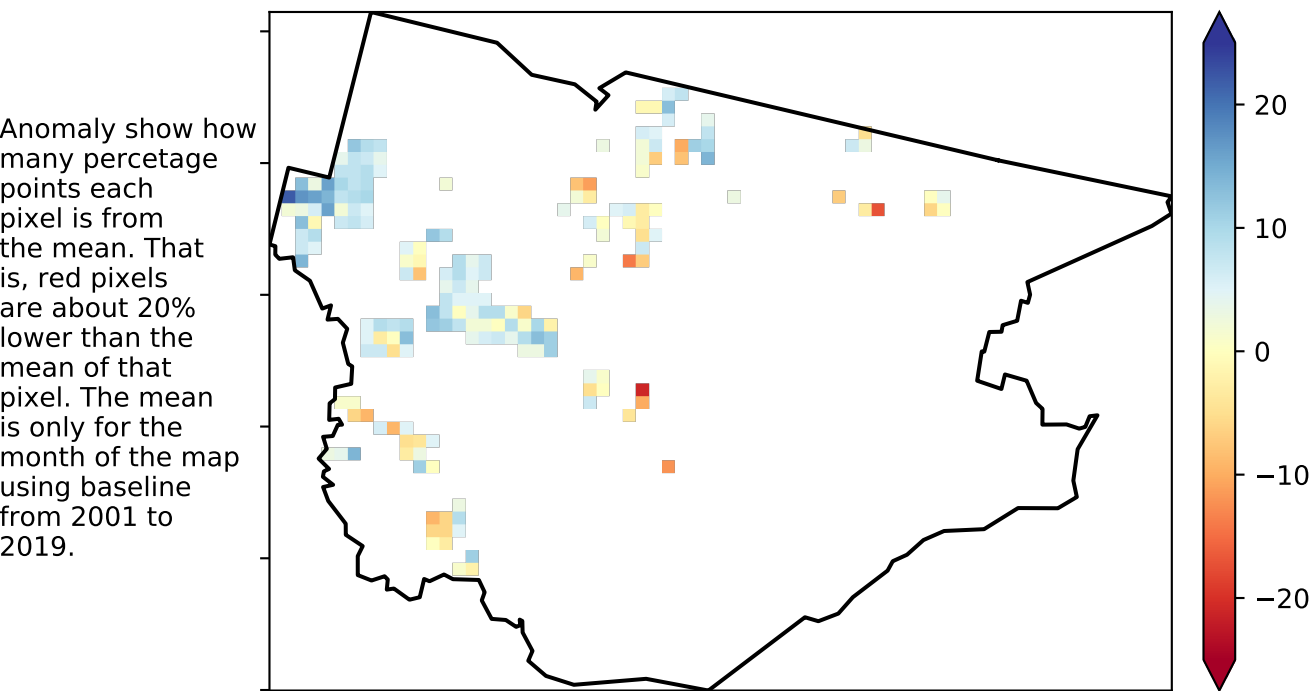 Anomaly show how
many percetage
points each
pixel is from
the mean. That
is, red pixels
are about 20%
lower than the
mean of that
pixel. The mean
is only for the
month of the map
using baseline
from 2001 to
2019.
20
10
0
−10
−20